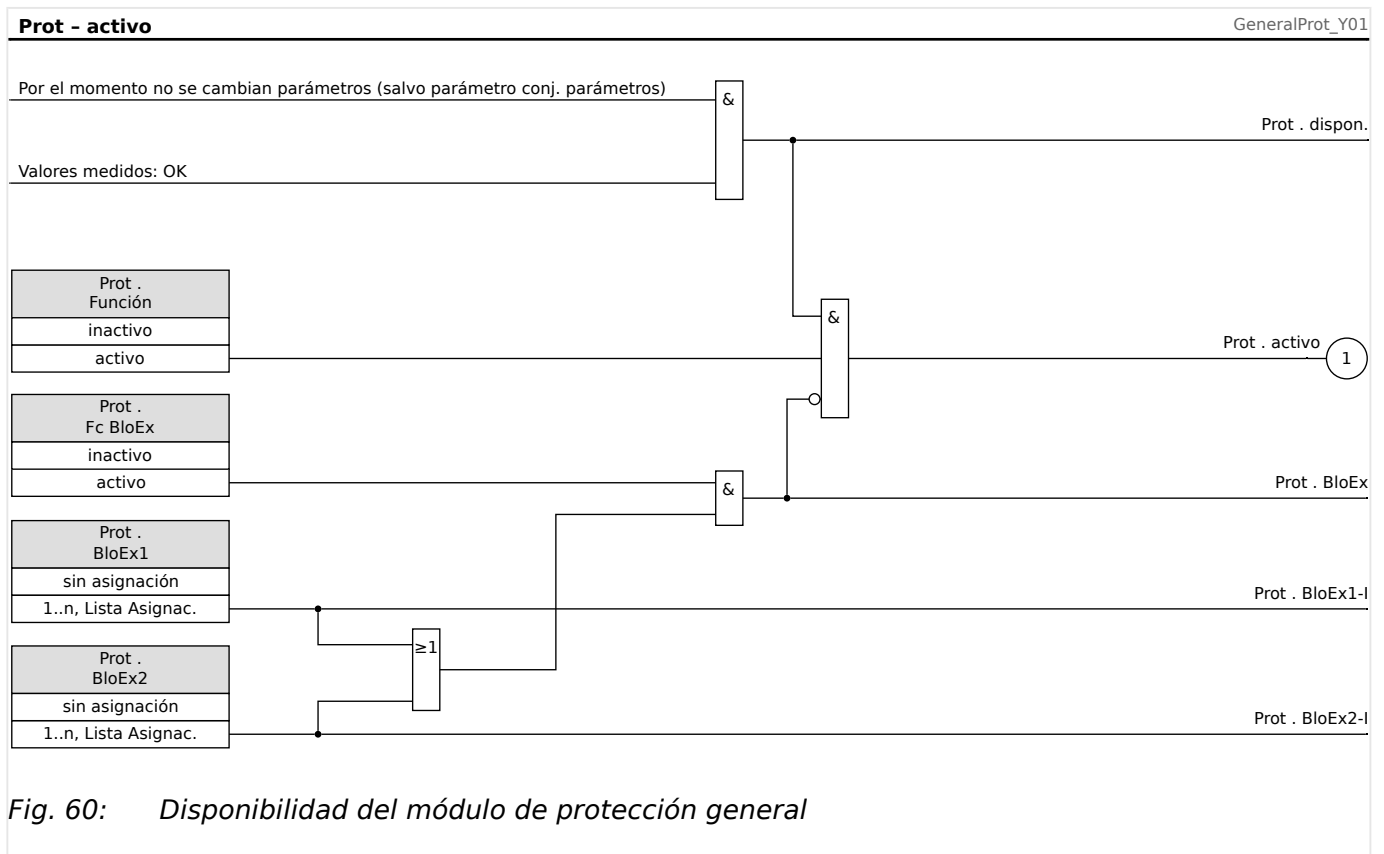 Prot – activo
GeneralProt_Y01
Por el momento no se cambian parámetros (salvo parámetro conj. parámetros)
&
Prot . dispon.
Valores medidos: OK
Prot .
Función
inactivo
activo
&
Prot . activo
1
Prot .
Fc BloEx
inactivo
activo
&
Prot . BloEx
Prot .
BloEx1
sin asignación
1..n, Lista Asignac.
Prot . BloEx1-I
≥1
Prot .
BloEx2
sin asignación
1..n, Lista Asignac.
Prot . BloEx2-I
Fig. 60: Disponibilidad del módulo de protección general